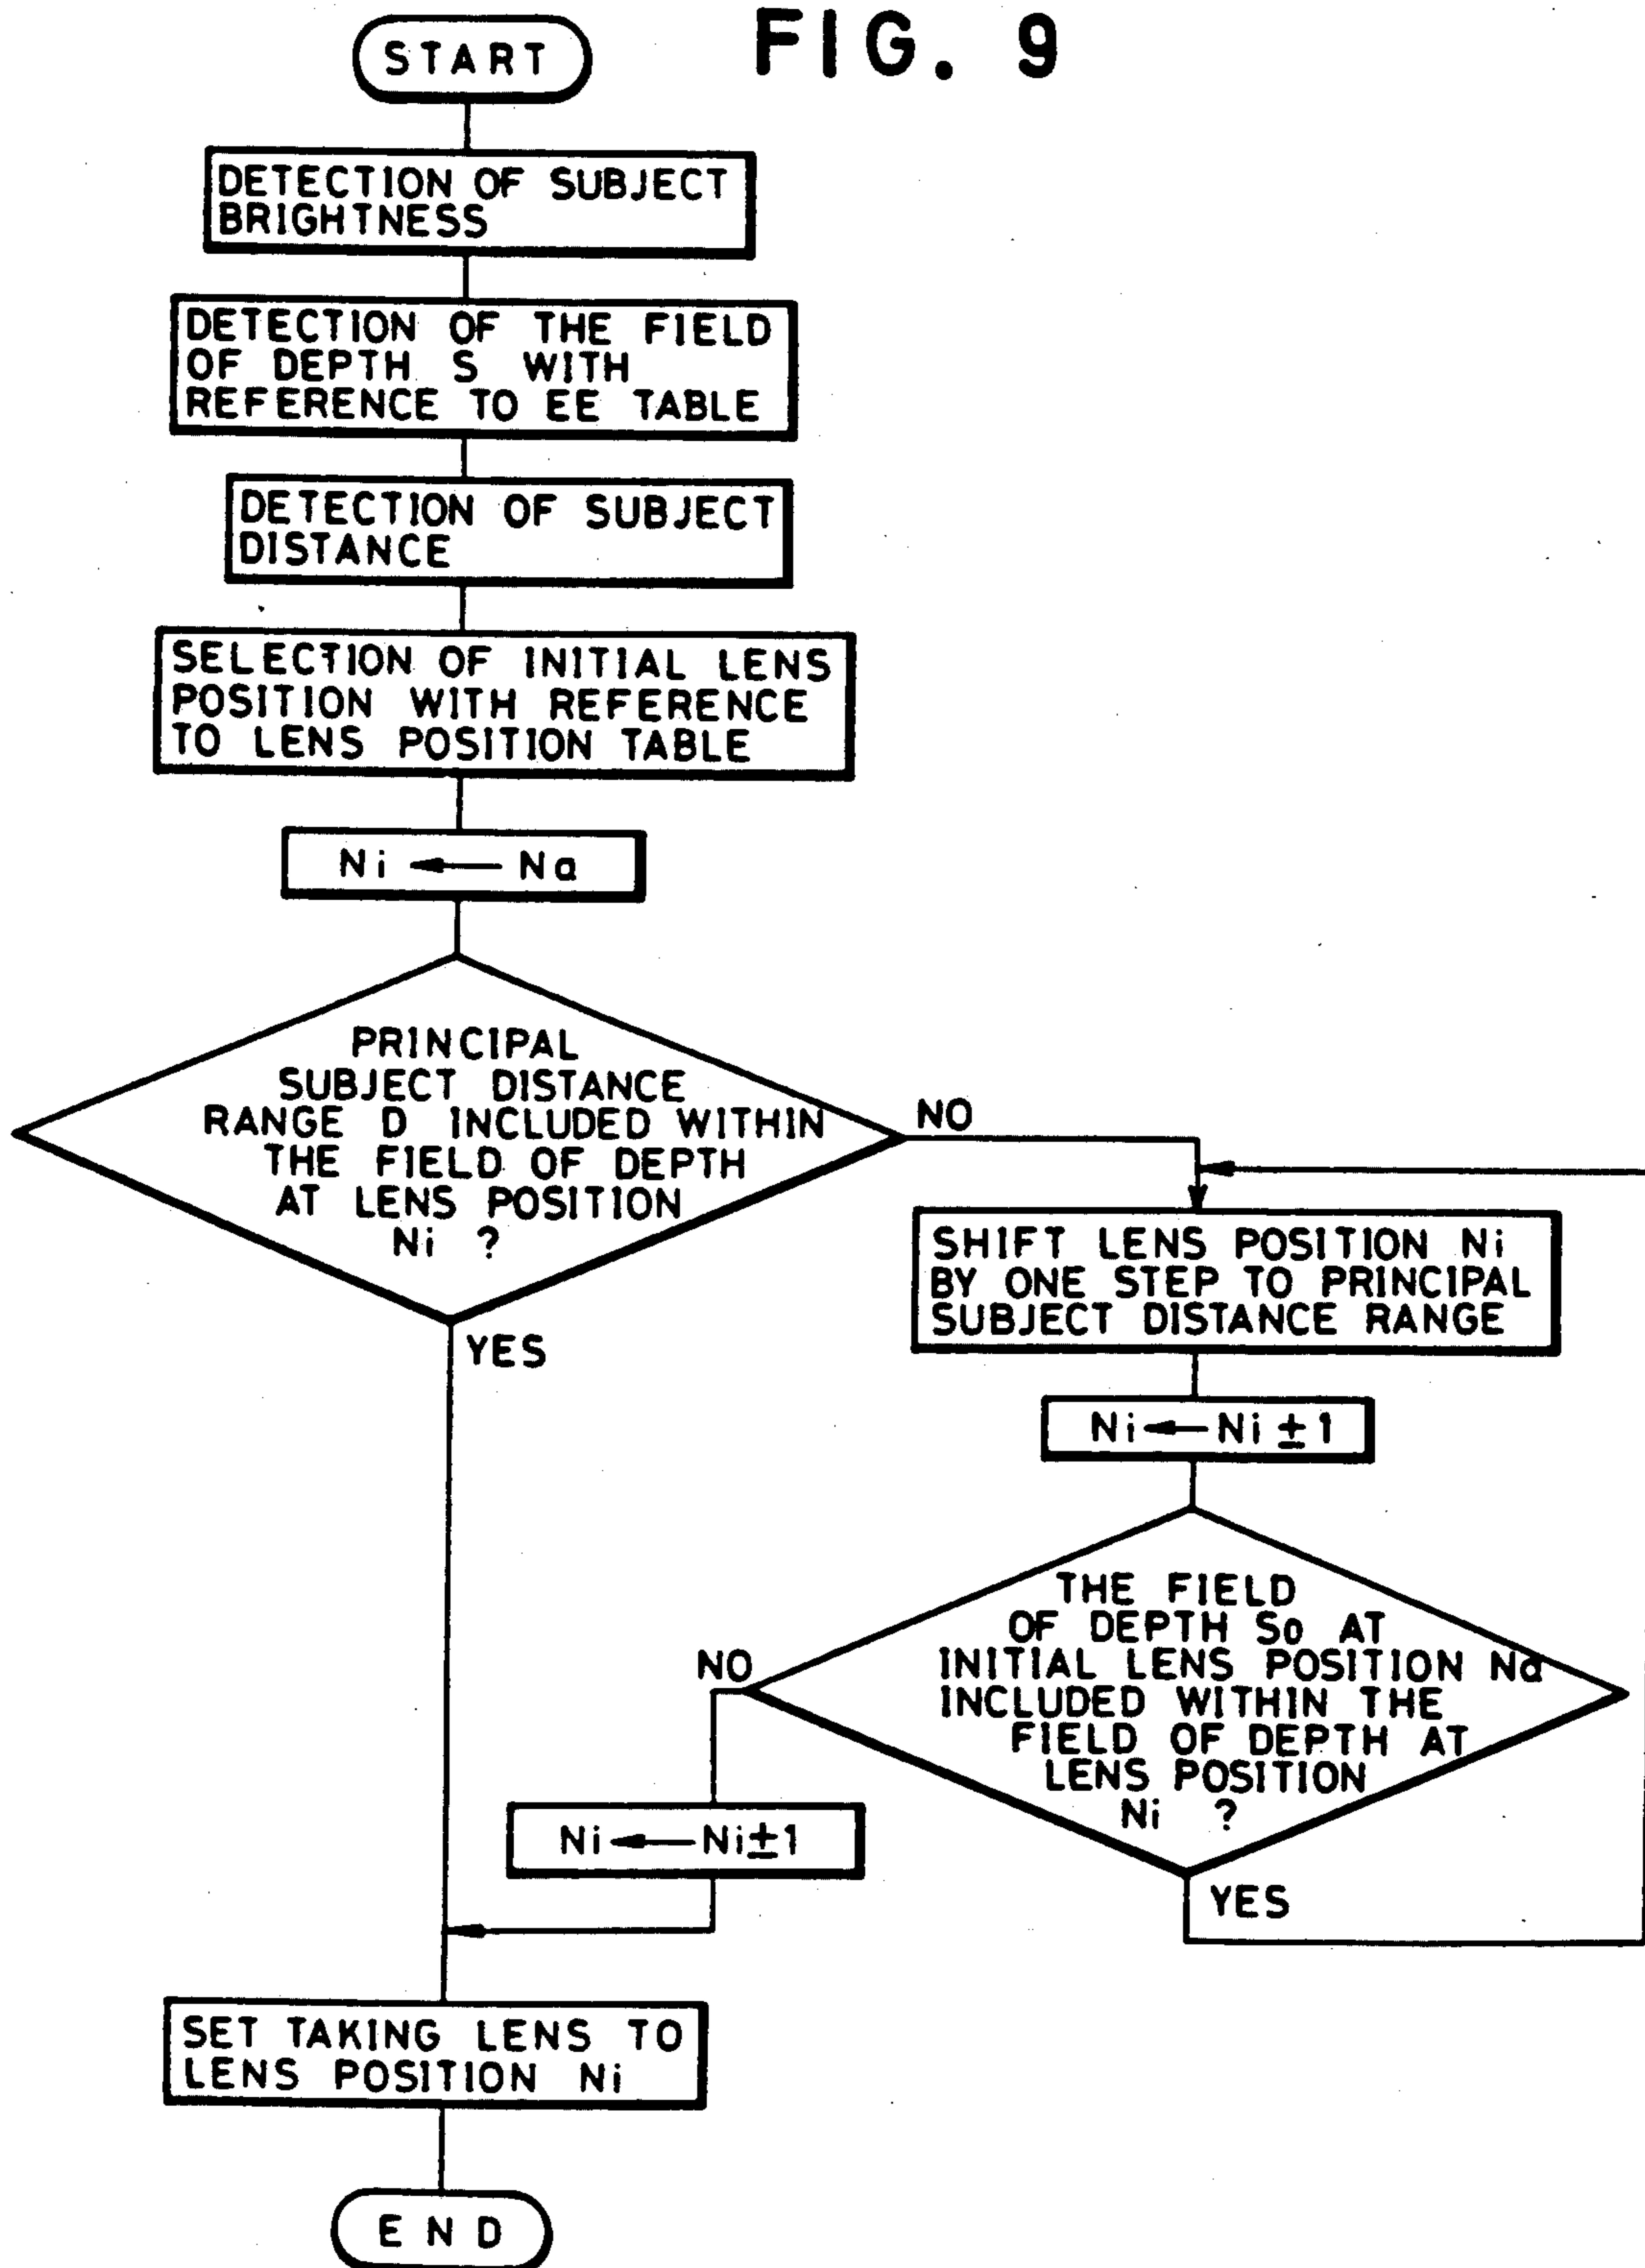 FIG. 9
START
DETECTION OF SUBJECT
BRIGHTNESS
DETECTION OF THE FIELD
OF DEPTH S WITH
REFERENCE TO EE TABLE
DETECTION OF SUBJECT
DISTANCE
SELECTION OF INITIAL LENS
POSITION WITH REFERENCE
TO LENS POSITION TABLE
Ni ← Na
PRINCIPAL
SUBJECT DISTANCE
RANGE D INCLUDED WITHIN
THE FIELD OF DEPTH
AT LENS POSITION
Ni ?
NO
YES
SHIFT LENS POSITION Ni
BY ONE STEP TO PRINCIPAL
SUBJECT DISTANCE RANGE
Ni ← Ni ± 1
THE FIELD
OF DEPTH So AT
INITIAL LENS POSITION Na
INCLUDED WITHIN THE
FIELD OF DEPTH AT
LENS POSITION
Ni ?
NO
YES
Ni ← Ni ± 1
SET TAKING LENS TO
LENS POSITION Ni
END